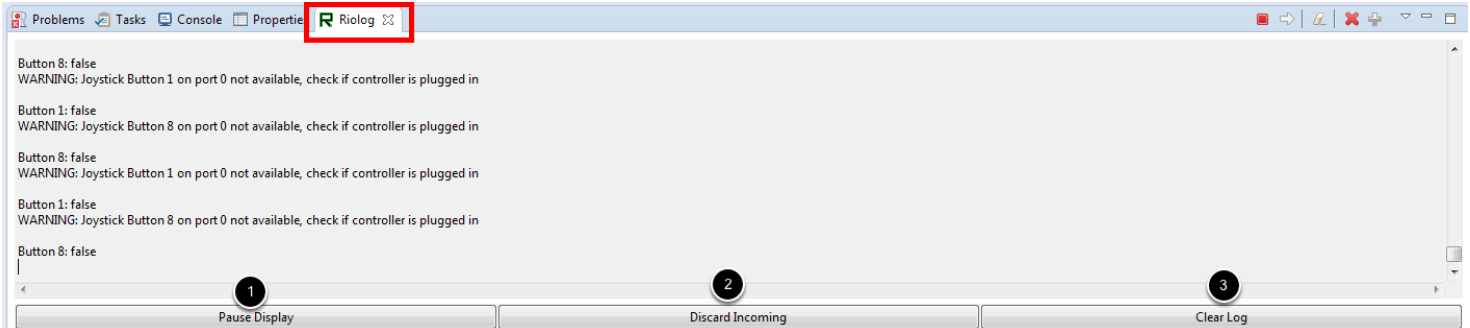 Problems Tasks Console Propertie Riolog
Button 8: false
WARNING: Joystick Button 1 on port 0 not available, check if controller is plugged in
Button 1: false
WARNING: Joystick Button 8 on port 0 not available, check if controller is plugged in
Button 8: false
WARNING: Joystick Button 1 on port 0 not available, check if controller is plugged in
Button 1: false
WARNING: Joystick Button 8 on port 0 not available, check if controller is plugged in
Button 8: false
1 2 3
Pause Display Discard Incoming Clear Log